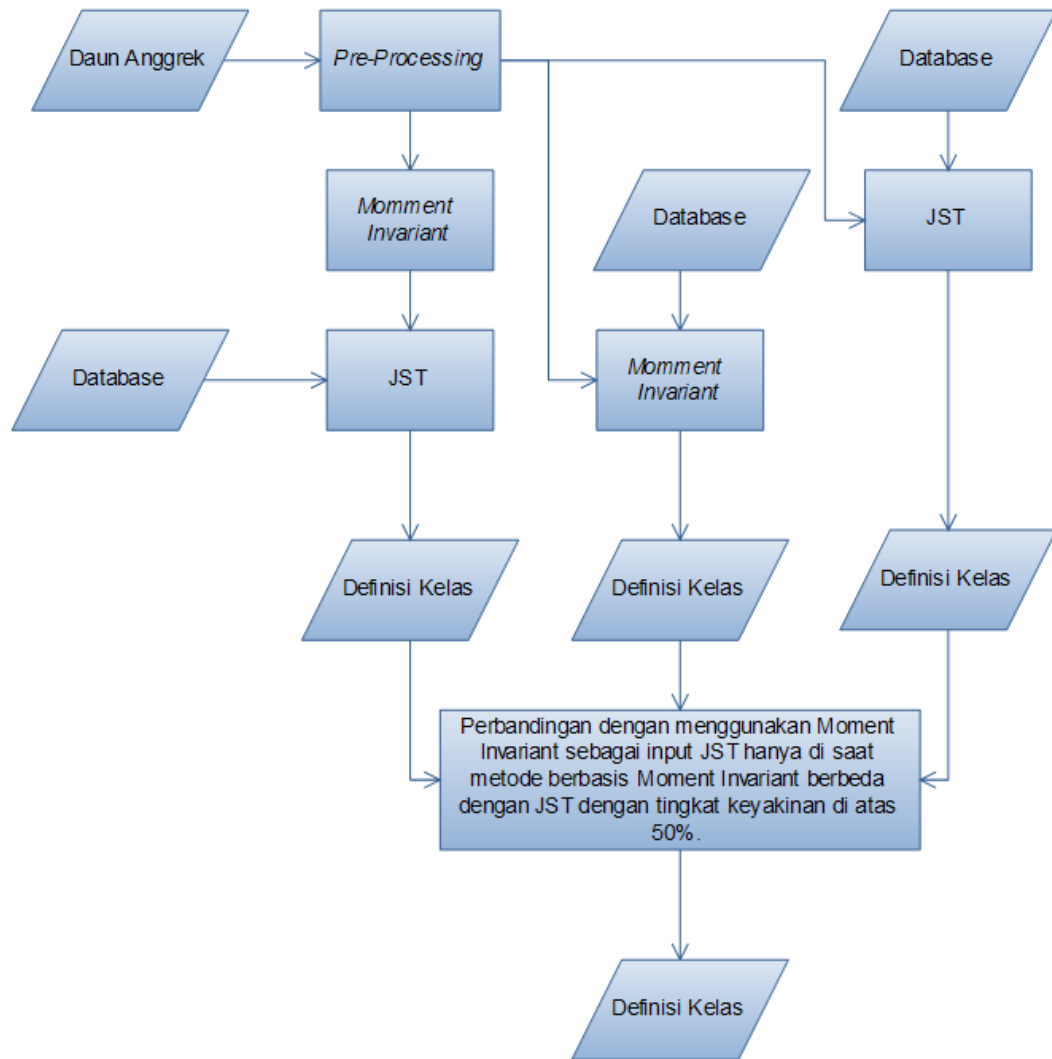 Daun Anggrek
Pre-Processing
Database
Momment
Invariant
Database
JST
Database
JST
Momment
Invariant
Definisi Kelas
Definisi Kelas
Definisi Kelas
Perbandingan dengan menggunakan Moment
Invariant sebagai input JST hanya di saat
metode berbasis Moment Invariant berbeda
dengan JST dengan tingkat keyakinan di atas
50%.
Definisi Kelas